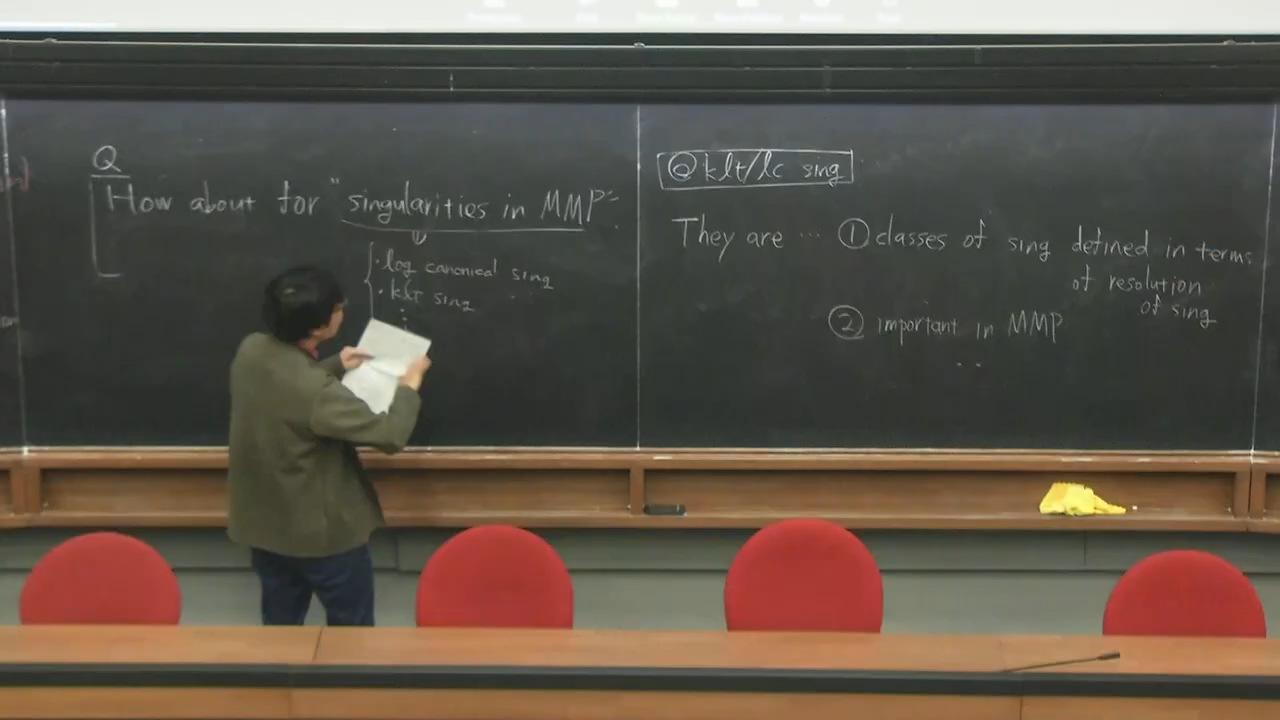 Q
How about for "singularities in MMP".
・log canonical sing
・klt sing
◎ klt/lc sing
They are … ① classes of sing defined in terms
of resolution
of sing
② important in MMP